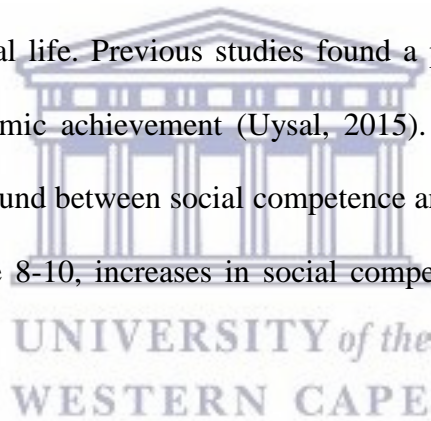 al life. Previous studies found a
mic achievement (Uysal, 2015).
und between social competence
8-10, increases in social
UNIVERSITY of the
WESTERN CAPE